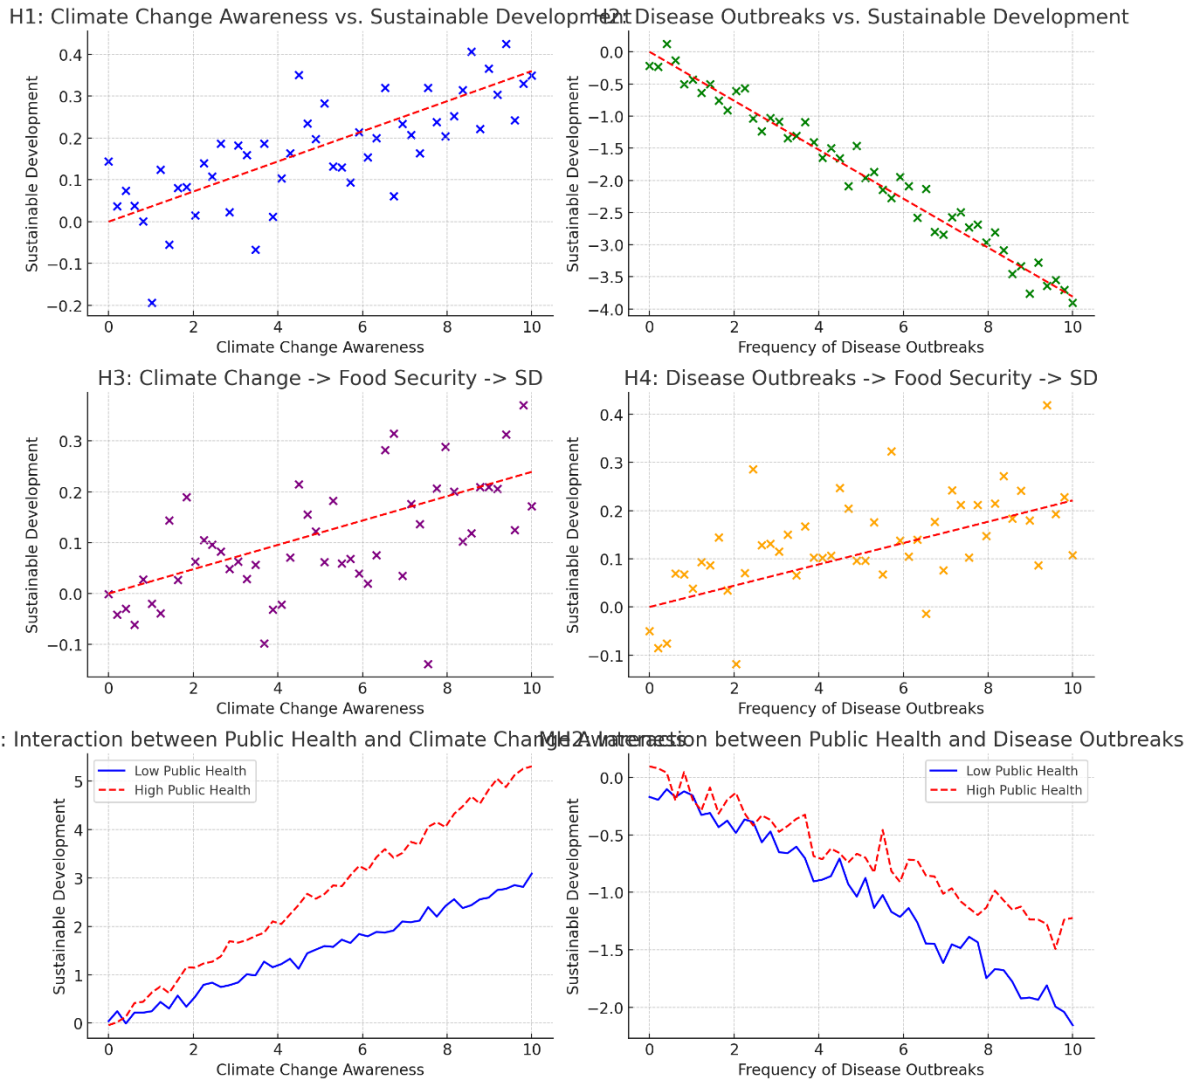 H1: Climate Change Awareness vs. Sustainable Development
H2: Disease Outbreaks vs. Sustainable Development
Sustainable Development
0.4
0.3
0.2
0.1
0.0
−0.1
−0.2
0 2 4 6 8 10
Climate Change Awareness
Sustainable Development
0.0
−0.5
−1.0
−1.5
−2.0
−2.5
−3.0
−3.5
−4.0
0 2 4 6 8 10
Frequency of Disease Outbreaks
H3: Climate Change -> Food Security -> SD
H4: Disease Outbreaks -> Food Security -> SD
Sustainable Development
0.3
0.2
0.1
0.0
−0.1
0 2 4 6 8 10
Climate Change Awareness
Sustainable Development
0.4
0.3
0.2
0.1
0.0
−0.1
0 2 4 6 8 10
Frequency of Disease Outbreaks
: Interaction between Public Health and Climate Change Awareness
MH2: Interaction between Public Health and Disease Outbreaks
Low Public Health
High Public Health
Sustainable Development
5
4
3
2
1
0
0 2 4 6 8 10
Climate Change Awareness
Low Public Health
High Public Health
Sustainable Development
0.0
−0.5
−1.0
−1.5
−2.0
0 2 4 6 8 10
Frequency of Disease Outbreaks